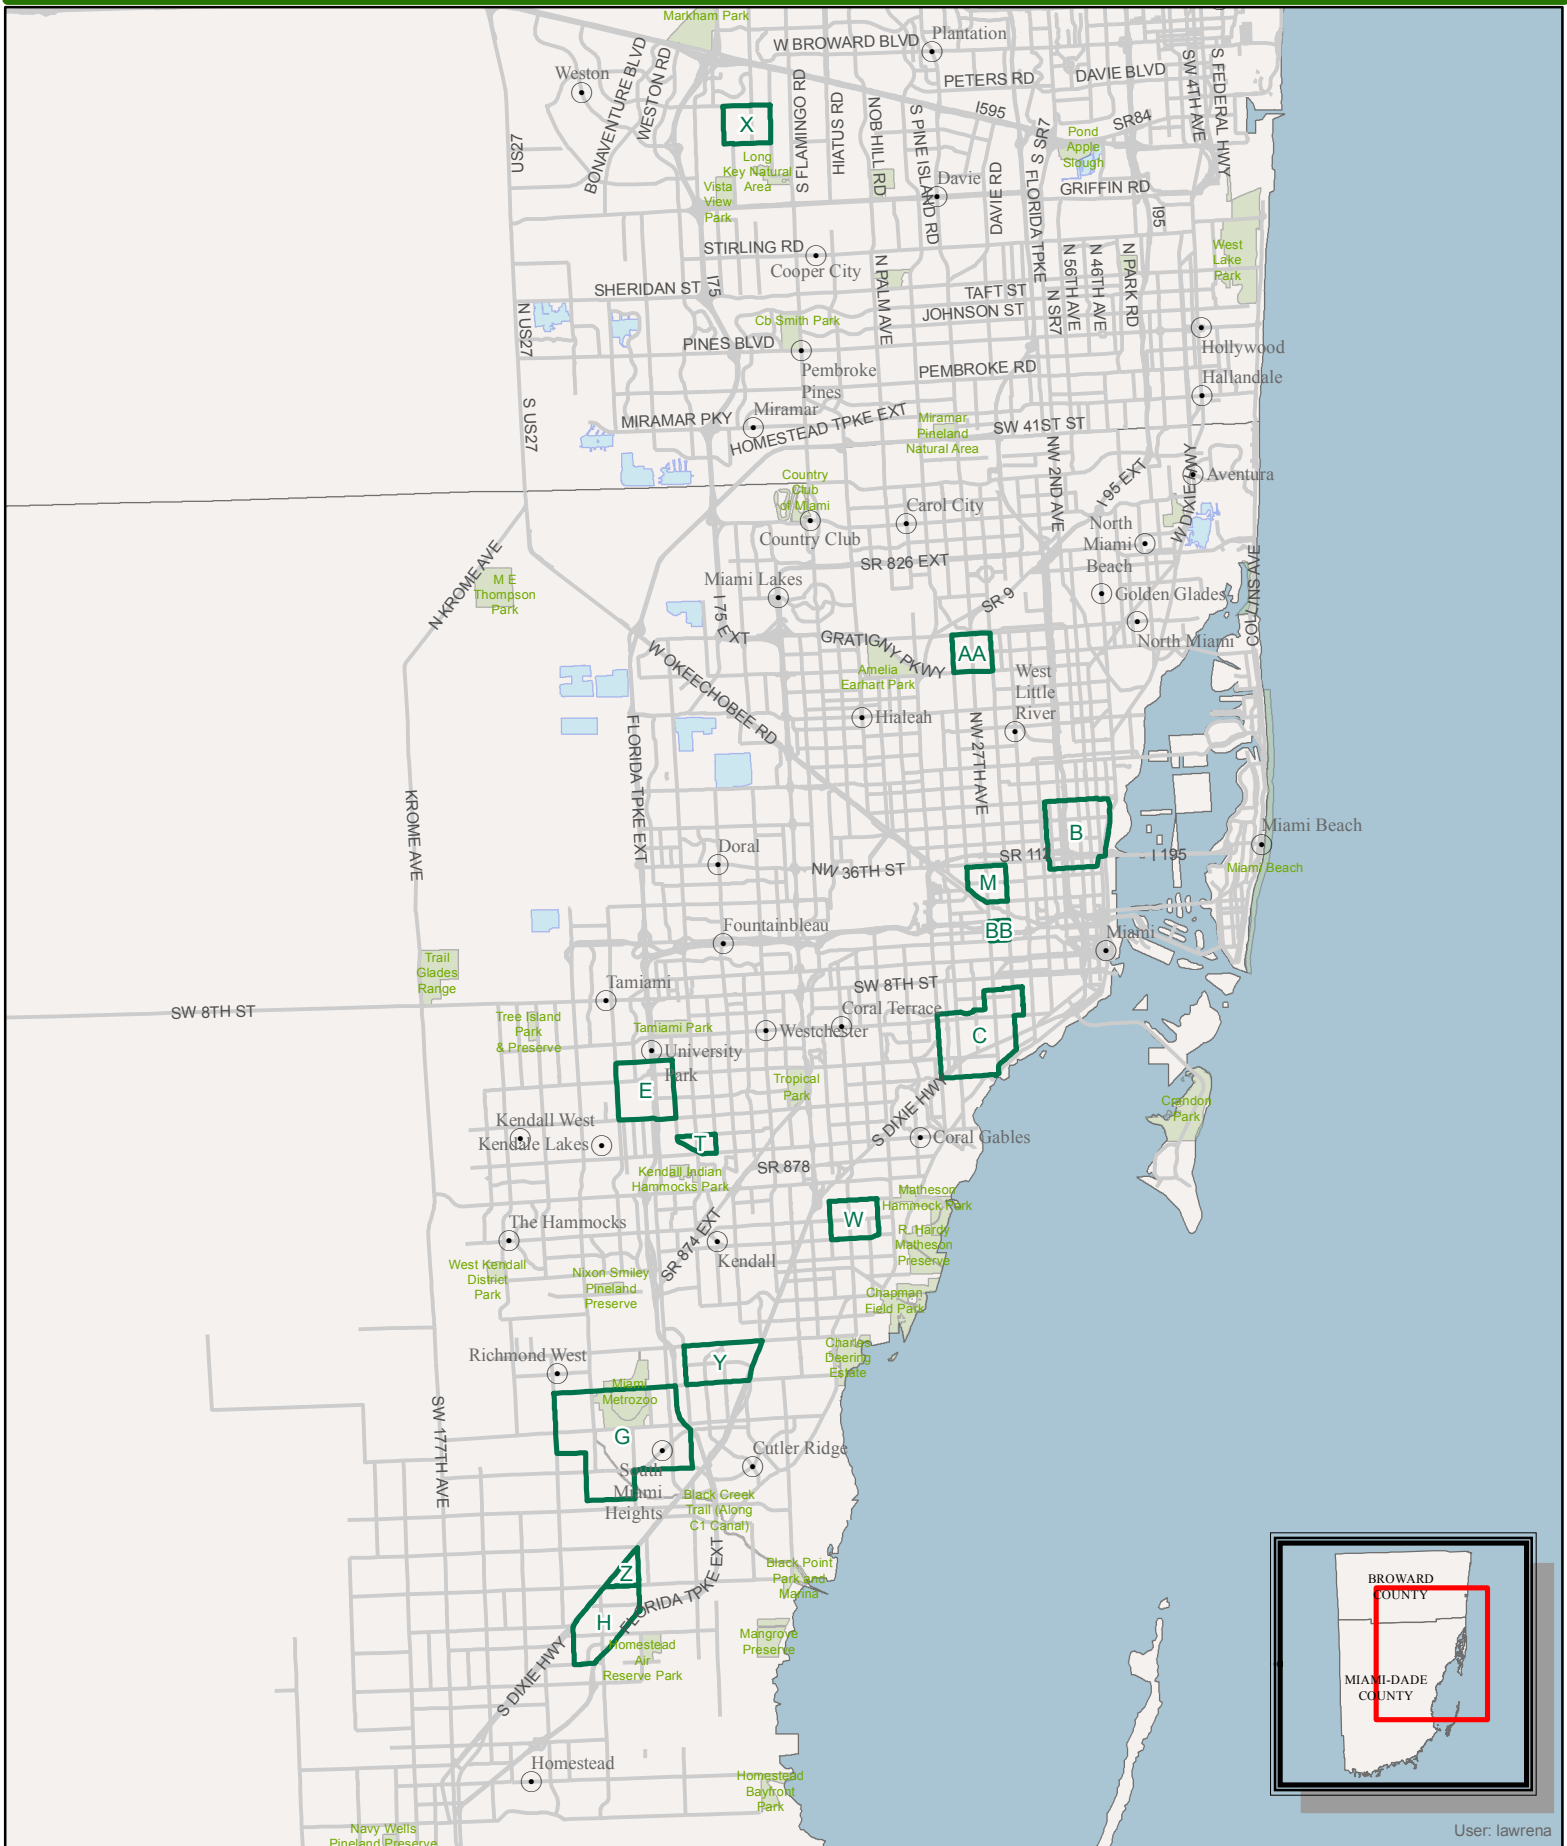 Markham Park
W BROWARD BLVD
Plantation
Weston
BONAVENTURE BLVD
WESTON RD
PETERS RD
DAVIE BLVD
SW 4TH AVE
S FEDERAL HWY
X
S FLAMINGO RD
HIATUS RD
NOB HILL RD
S PINE ISLAND RD
I595
S SR7
SR84
Pond
Apple
Slough
US27
Long
Key Natural
Area
Vista
View
Park
Davie
DAVIE RD
FLORIDA TPKE
GRIFFIN RD
I95
STIRLING RD
Cooper City
N PALM AVE
N 56TH AVE
N 46TH AVE
N PARK RD
West
Lake
Park
SHERIDAN ST
I75
TAFT ST
JOHNSON ST
N SR7
N US27
Cb Smith Park
PINES BLVD
Pembroke
Pines
PEMBROKE RD
Hollywood
Hallandale
S US27
MIRAMAR PKY
Miramar
HOMESTEAD TPKE EXT
Miramar
Pineland
Natural Area
SW 41ST ST
NW 2ND AVE
I 95 EXT
W DIXIE HWY
Aventura
Country
Club
of Miami
Country Club
Carol City
North
Miami
Beach
SR 826 EXT
N KROME AVE
M E
Thompson
Park
Miami Lakes
I 75 EXT
SR 9
Golden Glades
COLLINS AVE
North Miami
W OKEECHOBEE RD
GRATIGNY PKWY
Amelia
Earhart Park
AA
West
Little
River
Hialeah
FLORIDA TPKE EXT
NW 27TH AVE
KROME AVE
B
Miami Beach
Doral
NW 36TH ST
SR 112
I 195
Miami Beach
M
BB
Fountainbleau
Miami
Trail
Glades
Range
Tamiami
SW 8TH ST
SW 8TH ST
Coral Terrace
Tree Island
Park
& Preserve
Tamiami Park
Westchester
C
University
Park
E
Tropical
Park
S DIXIE HWY
Crandon
Park
Kendall West
Kendale Lakes
T
Coral Gables
SR 878
Kendall Indian
Hammocks Park
Matheson
Hammock Park
W
The Hammocks
SR 874 EXT
Kendall
R. Hardy
Matheson
Preserve
West Kendall
District
Park
Nixon Smiley
Pineland
Preserve
Chapman
Field Park
Y
Charles
Deering
Estate
Richmond West
Miami
Metrozoo
SW 177TH AVE
G
South
Miami
Heights
Cutler Ridge
Black Creek
Trail (Along
C1 Canal)
Z
FLORIDA TPKE EXT
Black Point
Park and
Marina
H
Homestead
Air
Reserve Park
Mangrove
Preserve
S DIXIE HWY
Homestead
Homestead
Bayfront
Park
Navy Wells
Pineland Preserve
BROWARD
COUNTY
MIAMI-DADE
COUNTY
User: lawrena